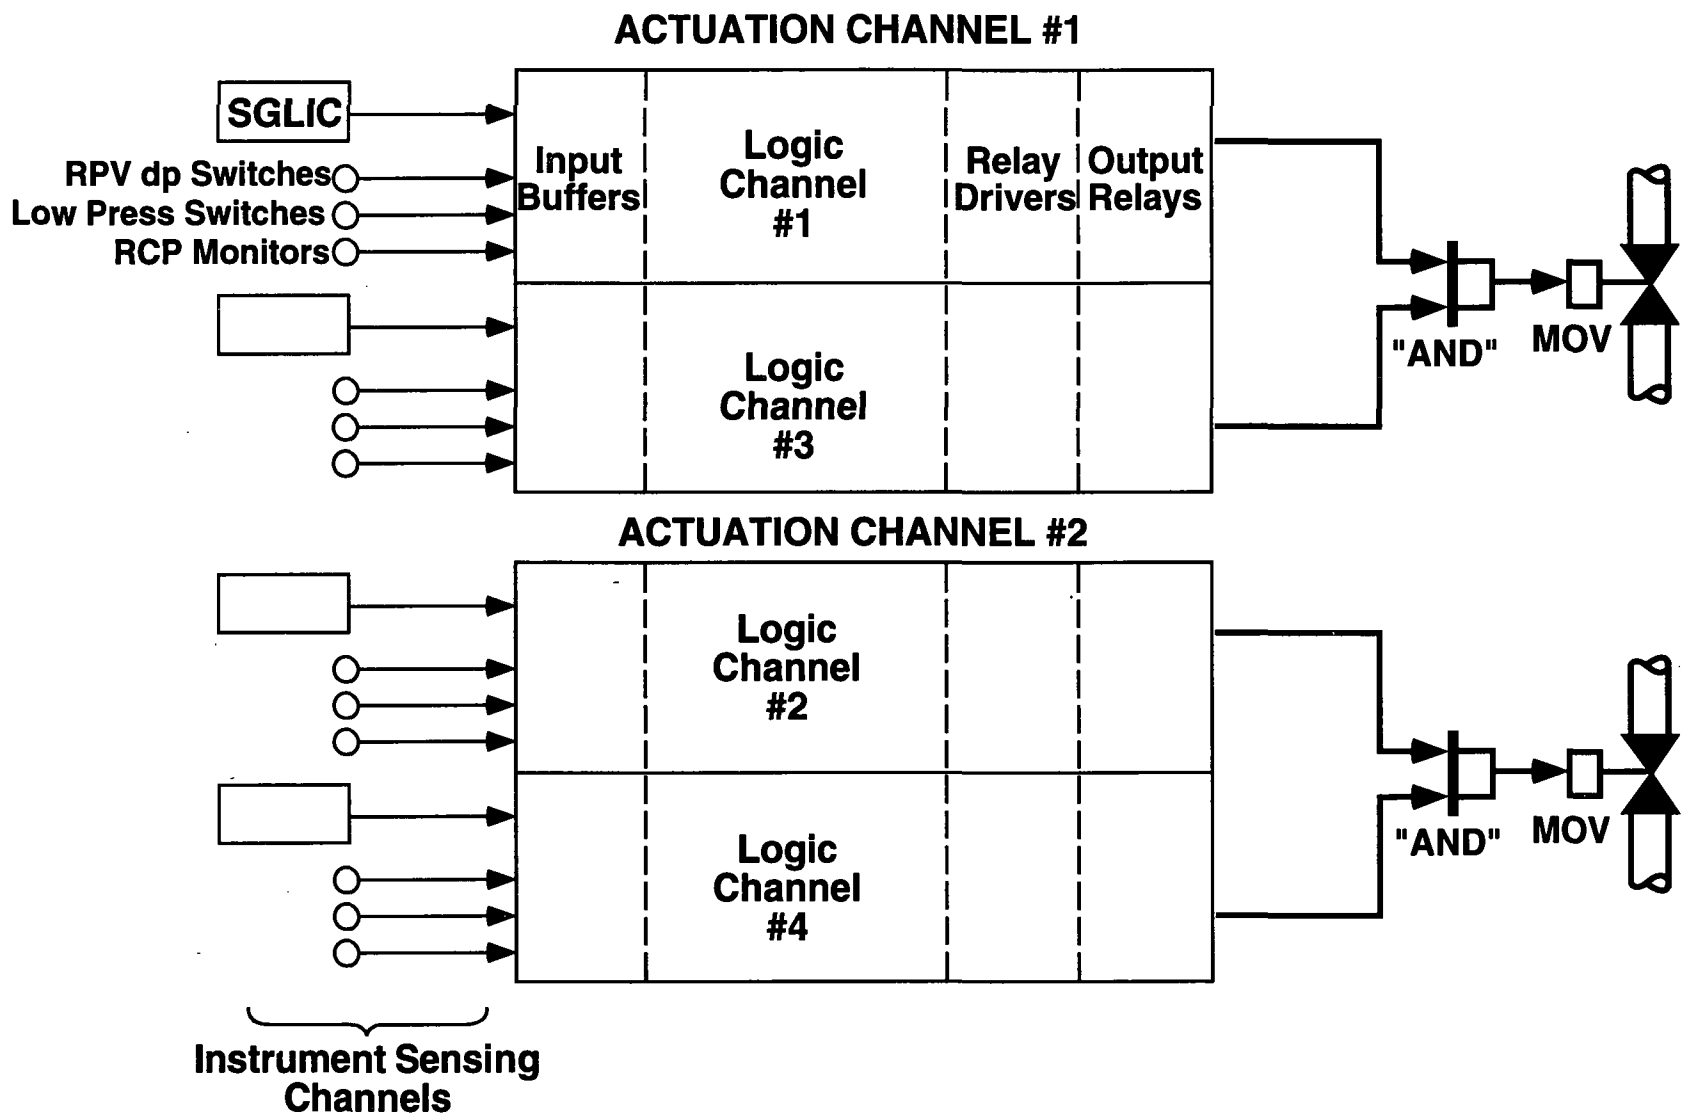 ACTUATION CHANNEL #1
SGLIC
RPV dp Switches
Low Press Switches
RCP Monitors
Input
Buffers
Logic
Channel
#1
Relay
Drivers
Output
Relays
"AND"
MOV
Logic
Channel
#3
ACTUATION CHANNEL #2
Logic
Channel
#2
"AND"
MOV
Logic
Channel
#4
Instrument Sensing
Channels